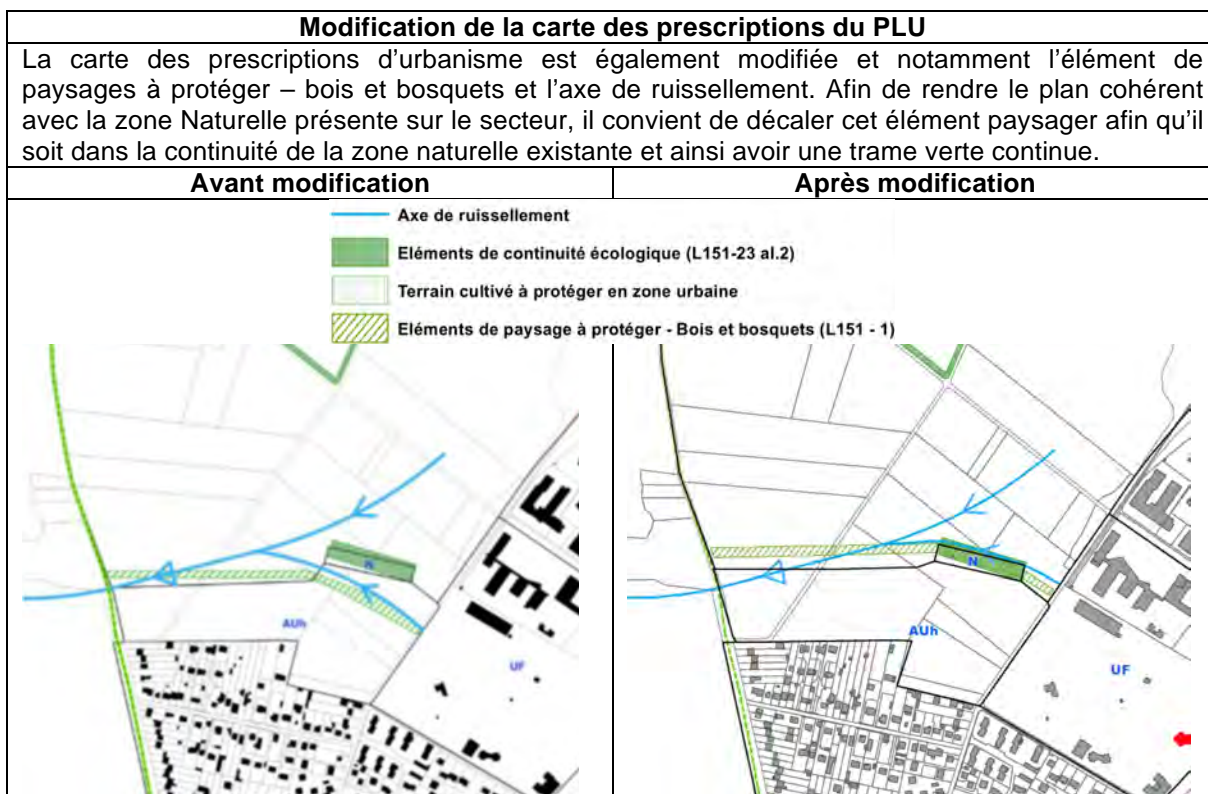 Modification de la carte des prescriptions du PLU
La carte des prescriptions d’urbanisme est également modifiée et notamment l’élément de
paysages à protéger – bois et bosquets et l’axe de ruissellement. Afin de rendre le plan cohérent
avec la zone Naturelle présente sur le secteur, il convient de décaler cet élément paysager afin qu’il
soit dans la continuité de la zone naturelle existante et ainsi avoir une trame verte continue.
Avant modification
Après modification
Axe de ruissellement
Eléments de continuité écologique (L151-23 al.2)
Terrain cultivé à protéger en zone urbaine
Eléments de paysage à protéger - Bois et bosquets (L151 - 1)
N
AUh
UF
N
AUh
UF